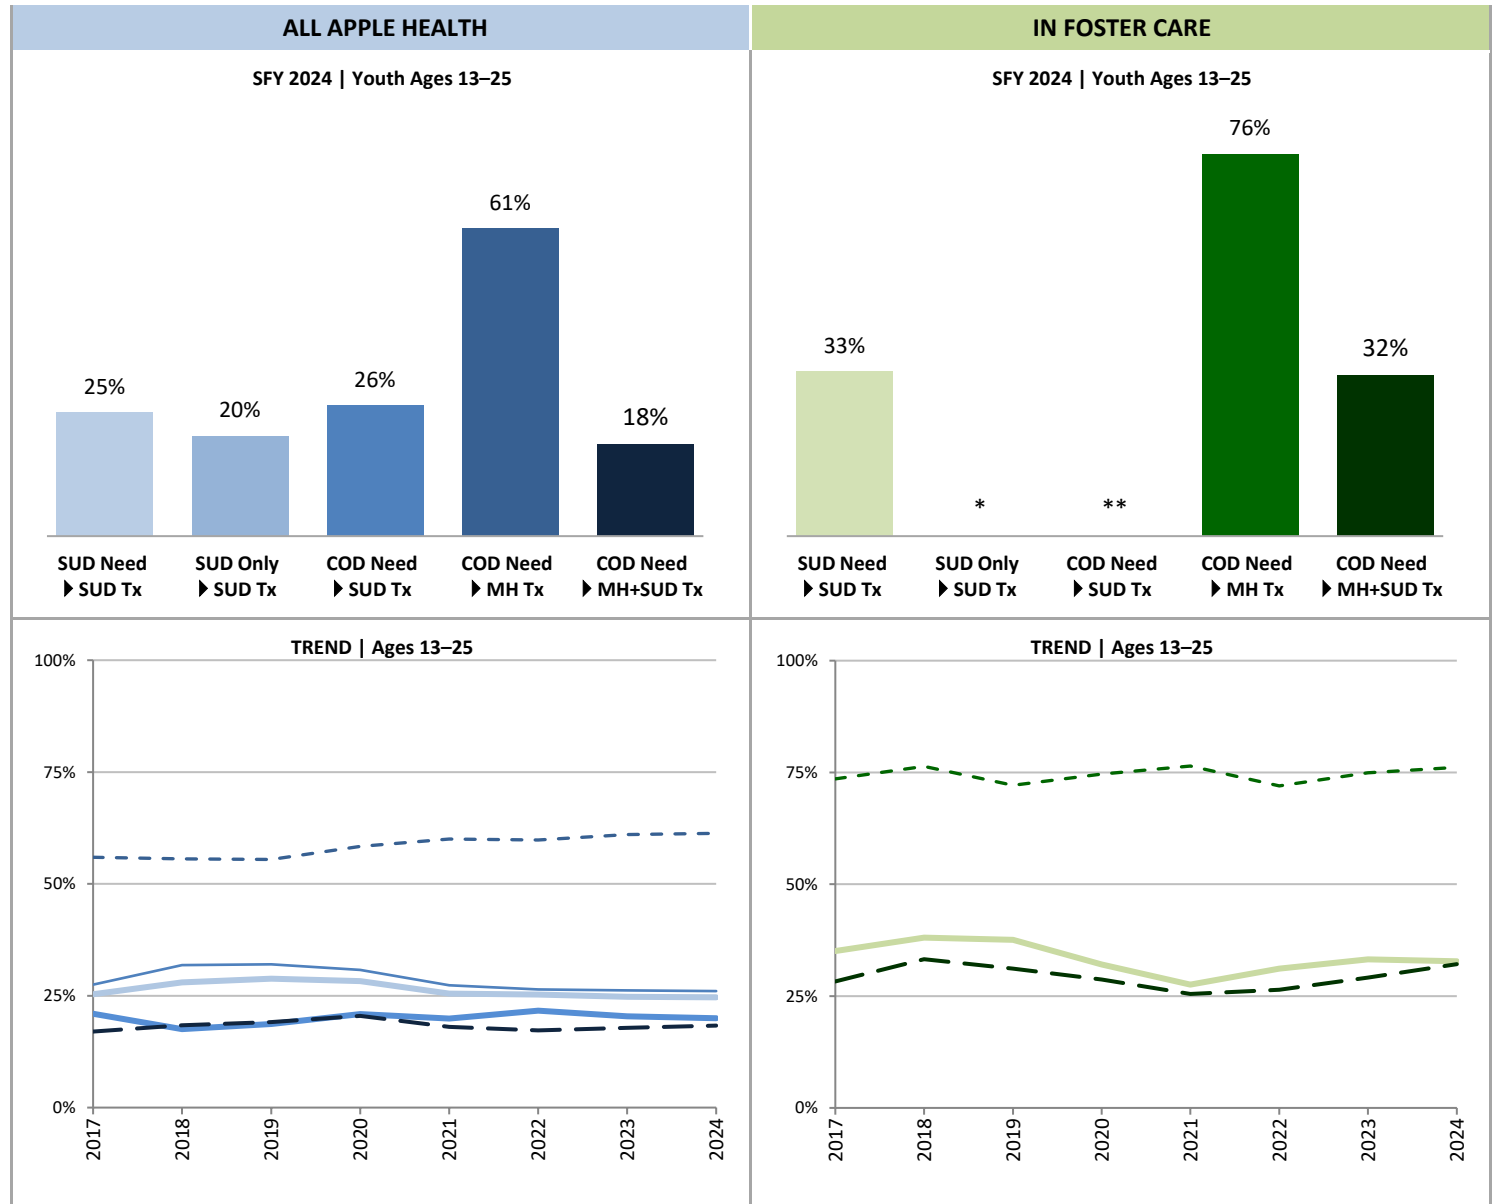 ALL APPLE HEALTH
SFY 2024 | Youth Ages 13–25
25%
20%
26%
61%
18%
SUD Need
▶ SUD Tx
SUD Only
▶ SUD Tx
COD Need
▶ SUD Tx
COD Need
▶ MH Tx
COD Need
▶ MH+SUD Tx
IN FOSTER CARE
SFY 2024 | Youth Ages 13–25
33%
*
**
76%
32%
SUD Need
▶ SUD Tx
SUD Only
▶ SUD Tx
COD Need
▶ SUD Tx
COD Need
▶ MH Tx
COD Need
▶ MH+SUD Tx
TREND | Ages 13–25
100%
75%
50%
25%
0%
2017
2018
2019
2020
2021
2022
2023
2024
TREND | Ages 13–25
100%
75%
50%
25%
0%
2017
2018
2019
2020
2021
2022
2023
2024